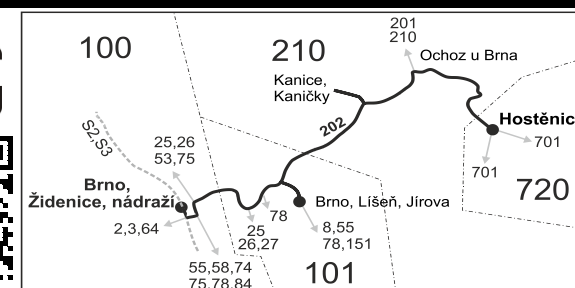 201
210
100
210
Ochoz u Brna
Kanice,
Kaničky
202
Hostěnic
701
701
720
S2,S3
25,26
53,75
Brno,
Židenice, nádraží
2,3,64
78
25
26,27
Brno, Líšeň, Jírova
8,55
78,151
55,58,74
75,78,84
101